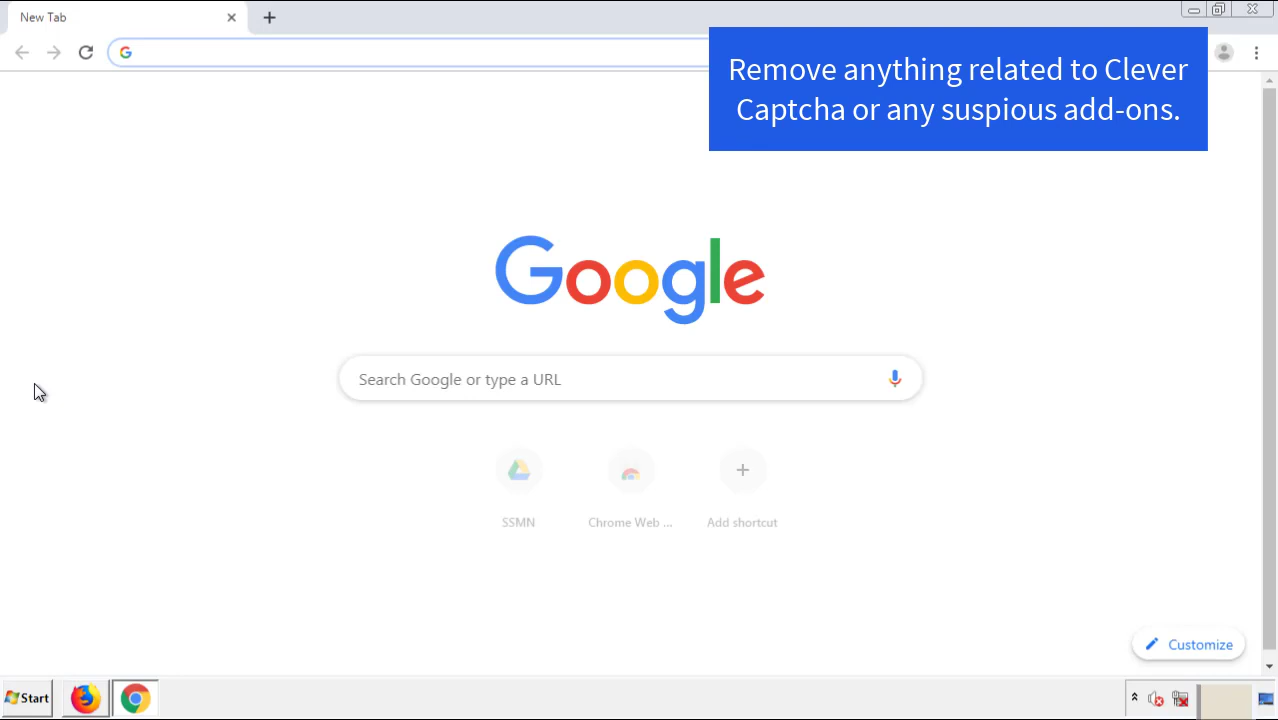 New Tab
Remove anything related to Clever
Captcha or any suspious add-ons.
Google
Search Google or type a URL
SSMN
Chrome Web ...
Add shortcut
Customize
Start